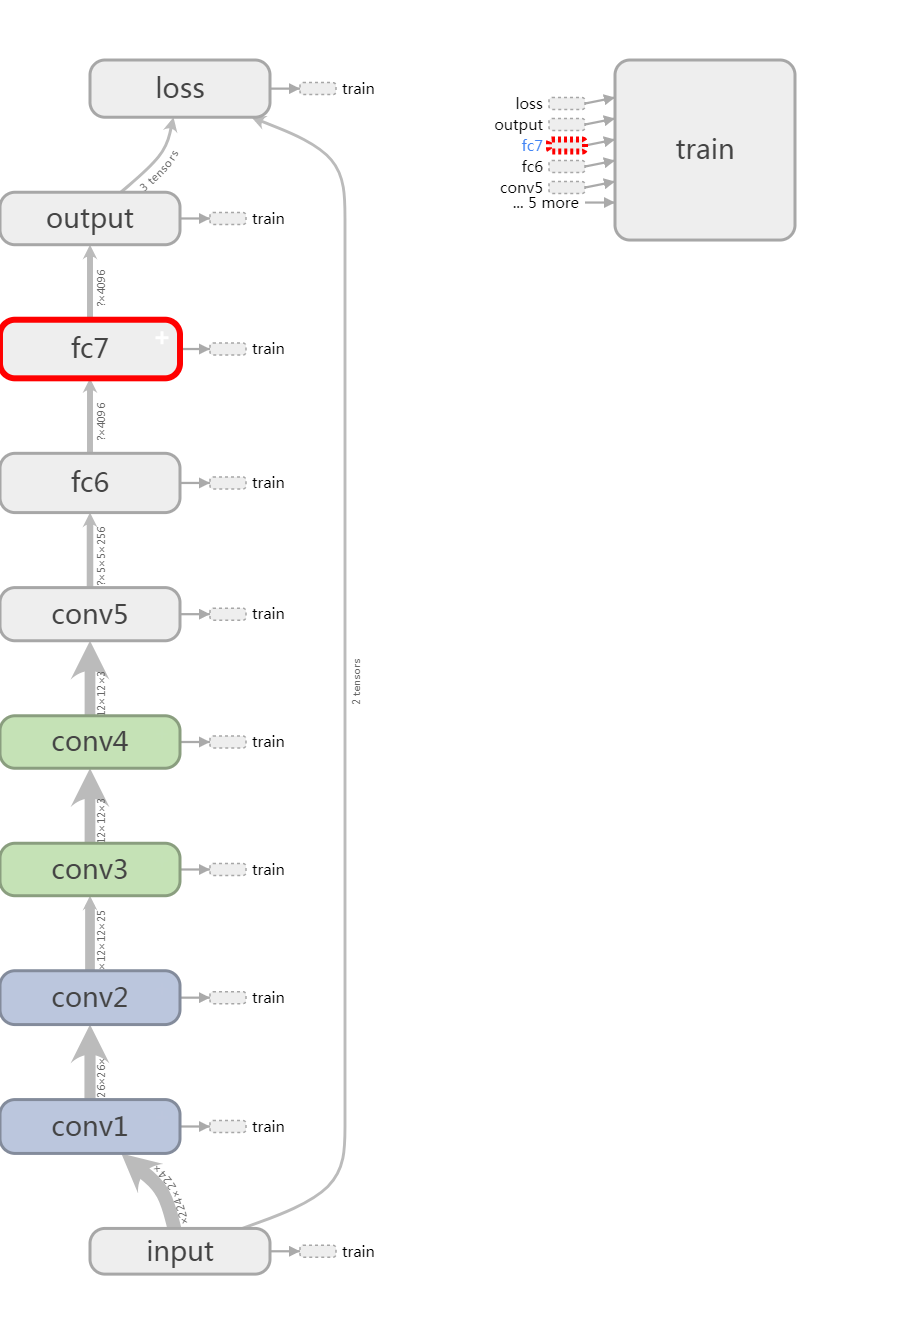 loss
train
3 tensors
output
train
?×4096
fc7
train
?×4096
fc6
train
?×5×5×256
conv5
train
12×12×3
2 tensors
conv4
train
12×12×3
conv3
train
×12×12×25
conv2
train
26×26×
conv1
train
×224×224×
input
train
loss
output
fc7
fc6
conv5
... 5 more
train